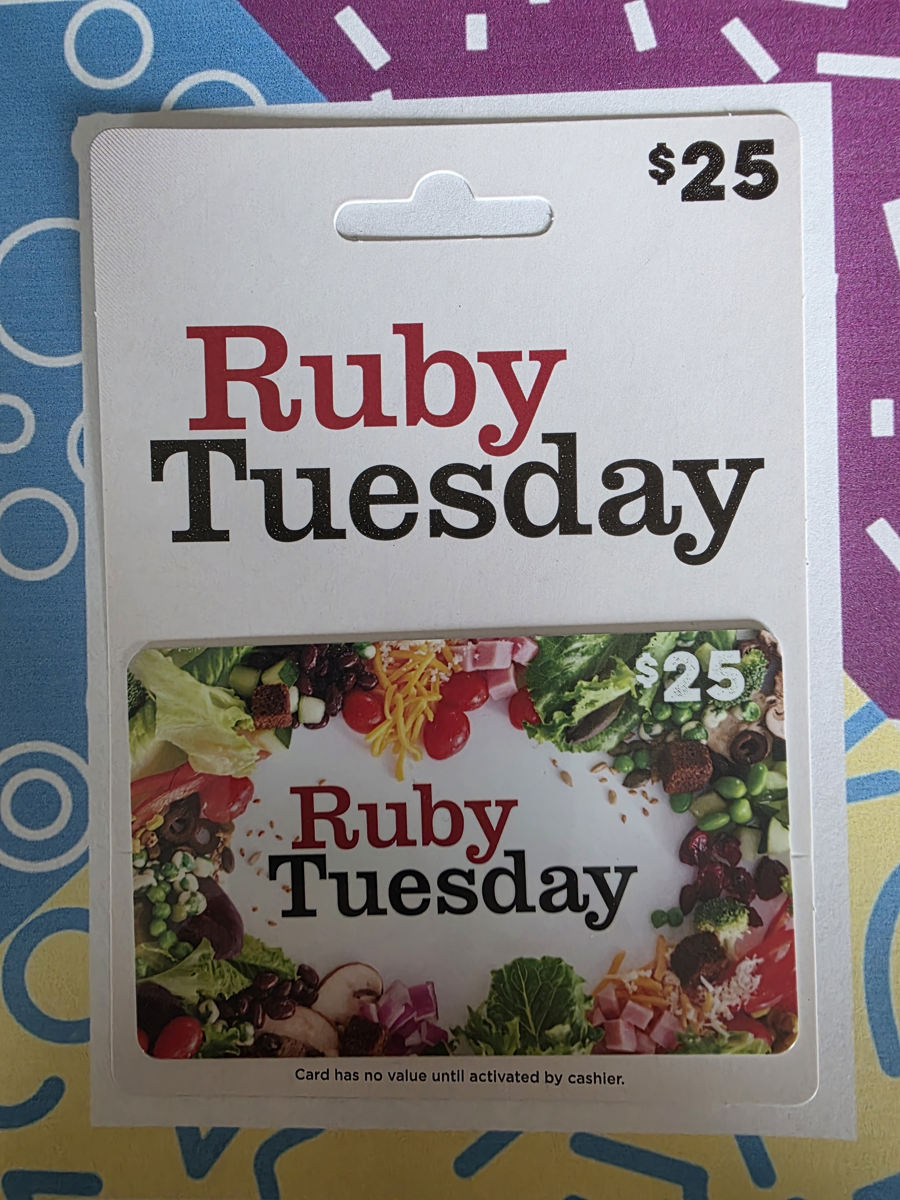 $25
Ruby
Tuesday
$25
Ruby
Tuesday
Card has no value until activated by cashier.